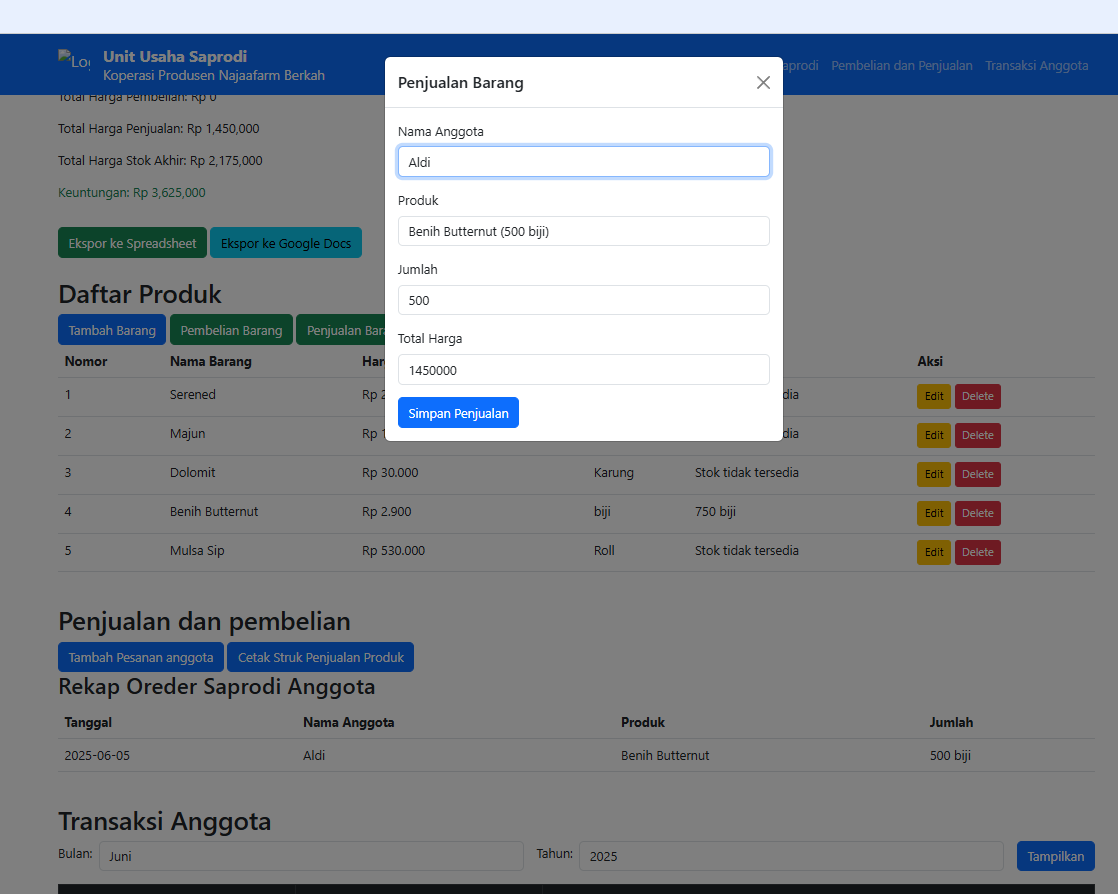 Log
Unit Usaha Saprodi
Koperasi Produsen Najaafarm Berkah
aprodi Pembelian dan Penjualan Transaksi Anggota
Total Harga Pembelian: Rp 0
Total Harga Penjualan: Rp 1,450,000
Total Harga Stok Akhir: Rp 2,175,000
Keuntungan: Rp 3,625,000
Ekspor ke Spreadsheet Ekspor ke Google Docs
Penjualan Barang
Nama Anggota
Aldi
Produk
Benih Butternut (500 biji)
Jumlah
500
Total Harga
1450000
Simpan Penjualan
Daftar Produk
Tambah Barang Pembelian Barang Penjualan Bara
Nomor Nama Barang Har Aksi
1 Serened Rp 2 dia Edit Delete
2 Majun Rp 1 dia Edit Delete
3 Dolomit Rp 30.000 Karung Stok tidak tersedia Edit Delete
4 Benih Butternut Rp 2.900 biji 750 biji Edit Delete
5 Mulsa Sip Rp 530.000 Roll Stok tidak tersedia Edit Delete
Penjualan dan pembelian
Tambah Pesanan anggota Cetak Struk Penjualan Produk
Rekap Oreder Saprodi Anggota
Tanggal Nama Anggota Produk Jumlah
2025-06-05 Aldi Benih Butternut 500 biji
Transaksi Anggota
Bulan: Juni Tahun: 2025 Tampilkan